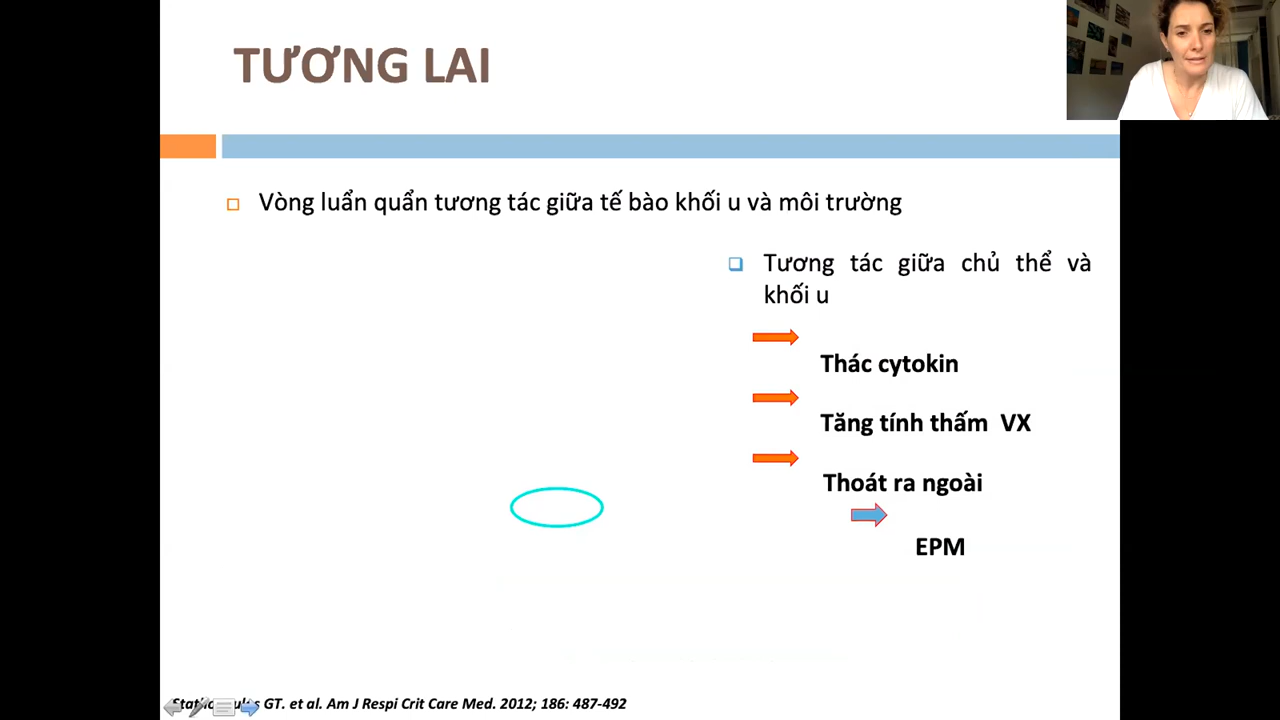 TƯƠNG LAI
Vòng luẩn quẩn tương tác giữa tế bào khối u và môi trường
Tương tác giữa chủ thể và
khối u
Thác cytokin
Tăng tính thấm VX
Thoát ra ngoài
EPM
GT. et al. Am J Respi Crit Care Med. 2012; 186: 487-492